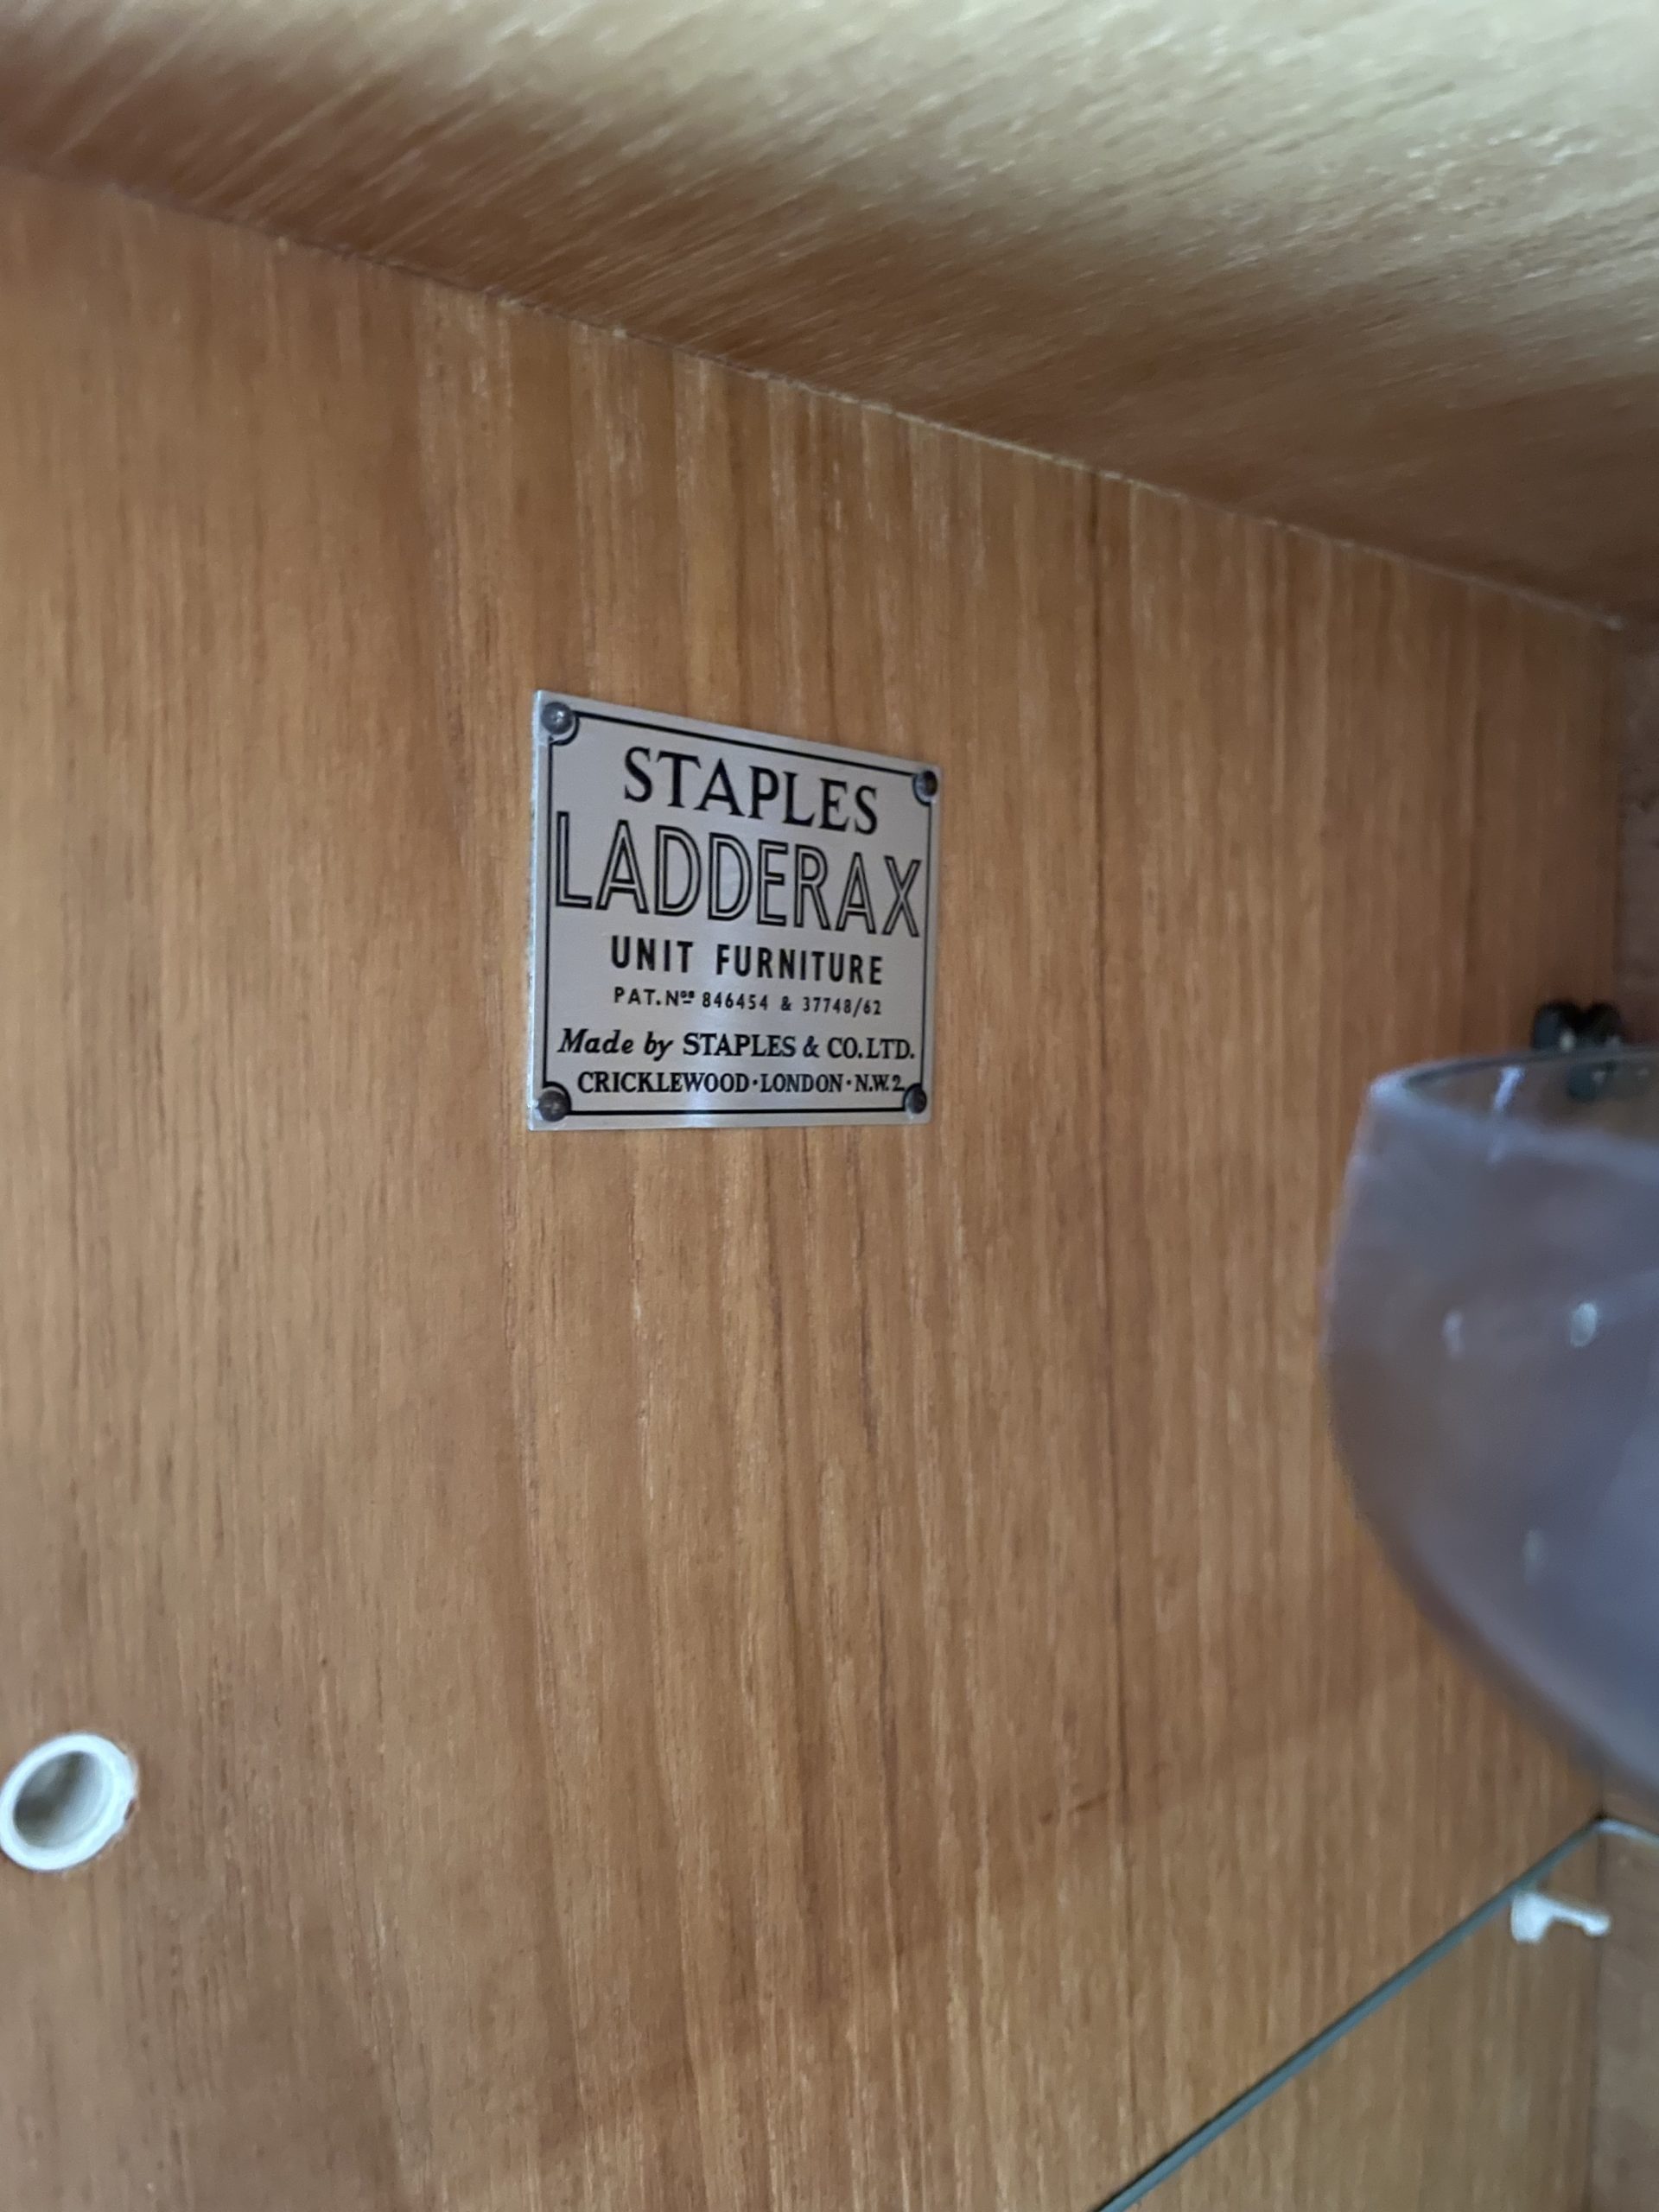 STAPLES
LADDERAX
UNIT FURNITURE
PAT. Nos 846454 & 37748/62
Made by STAPLES & CO. LTD.
CRICKLEWOOD·LONDON·N.W.2.